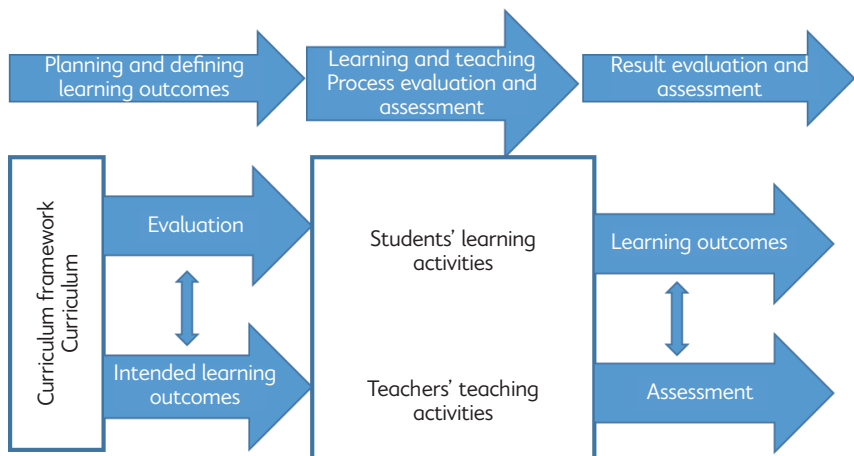 Planning and defining
learning outcomes
Learning and teaching
Process evaluation and
assessment
Result evaluation and
assessment
Curriculum framework
Curriculum
Evaluation
Intended learning
outcomes
Students’ learning
activities
Teachers’ teaching
activities
Learning outcomes
Assessment